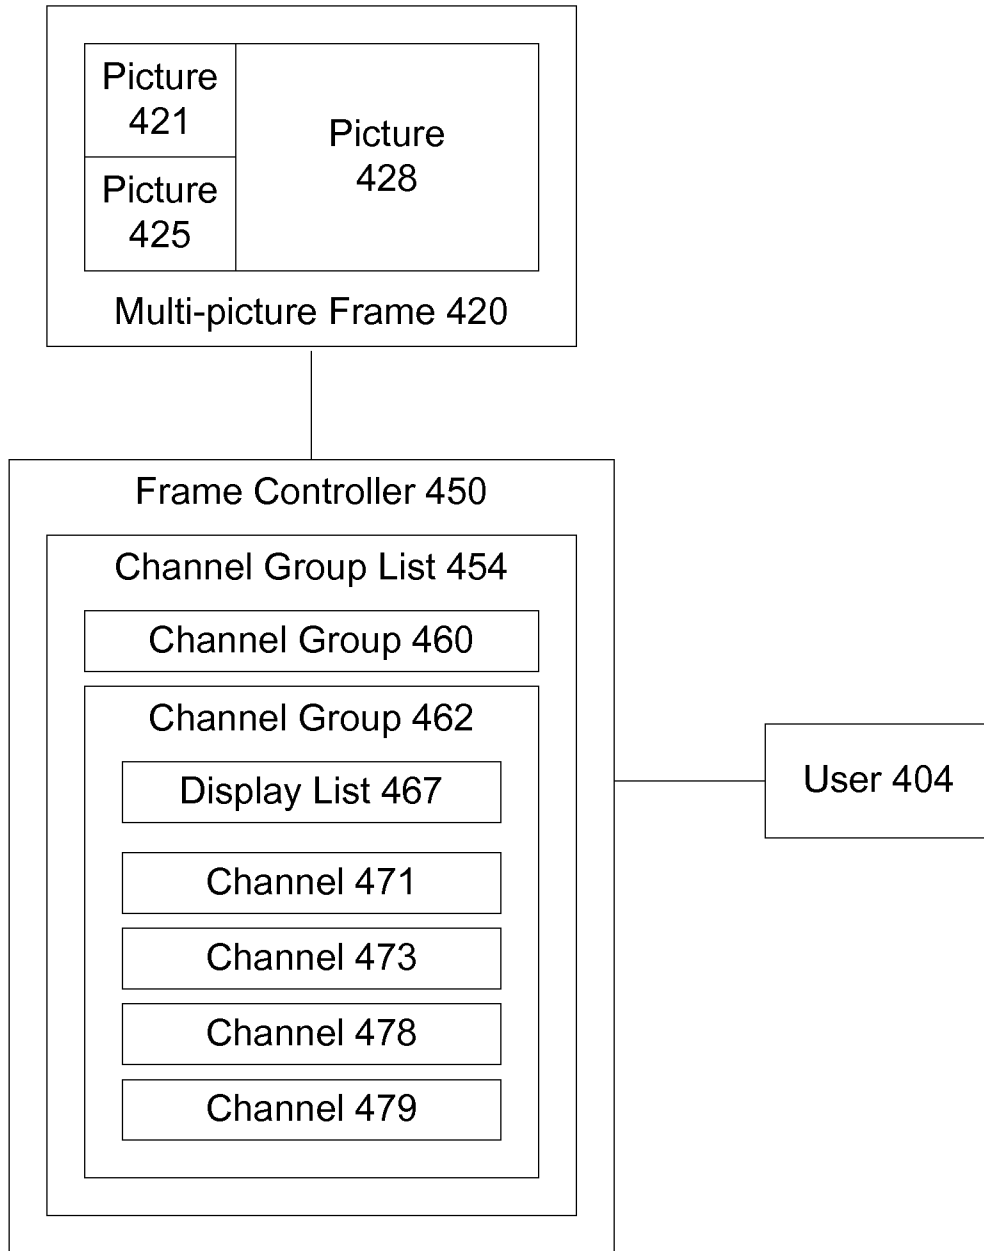 Picture
421
Picture
428
Picture
425
Multi-picture Frame 420
Frame Controller 450
Channel Group List 454
Channel Group 460
Channel Group 462
Display List 467
Channel 471
Channel 473
Channel 478
Channel 479
User 404